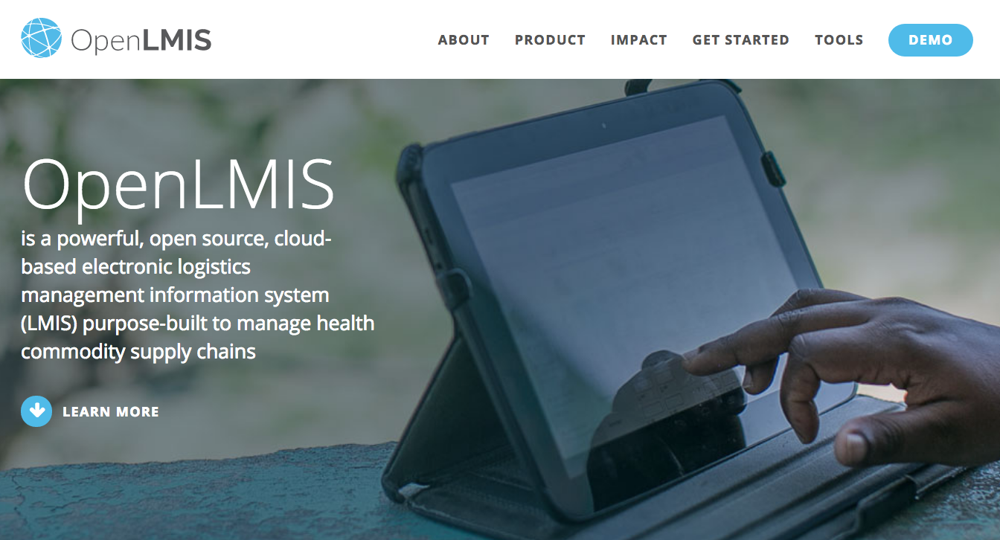 OpenLMIS
ABOUT PRODUCT IMPACT GET STARTED TOOLS DEMO
OpenLMIS
is a powerful, open source, cloud-
based electronic logistics
management information system
(LMIS) purpose-built to manage health
commodity supply chains
LEARN MORE